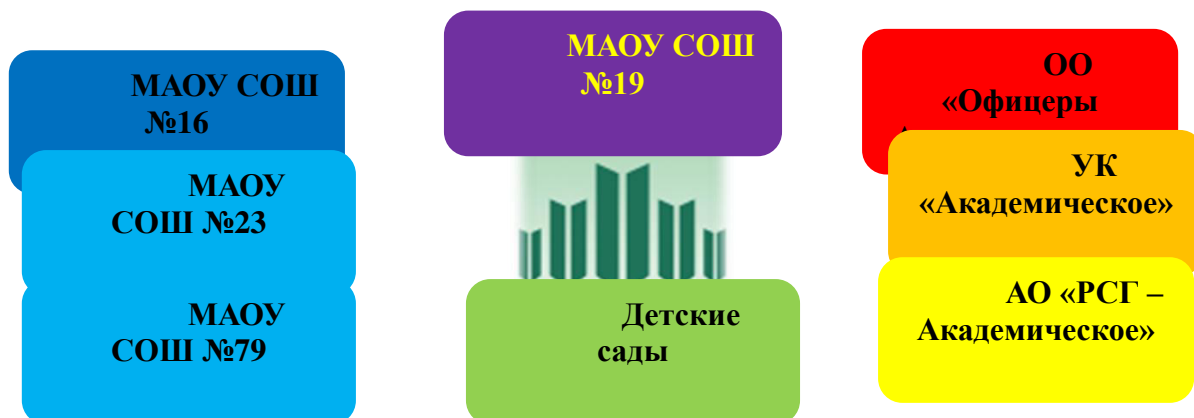 МАОУ СОШ
№16
МАОУ
СОШ №23
МАОУ
СОШ №79
МАОУ СОШ
№19
Детские
сады
ОО
«Офицеры
УК
«Академическое»
АО «РСГ –
Академическое»